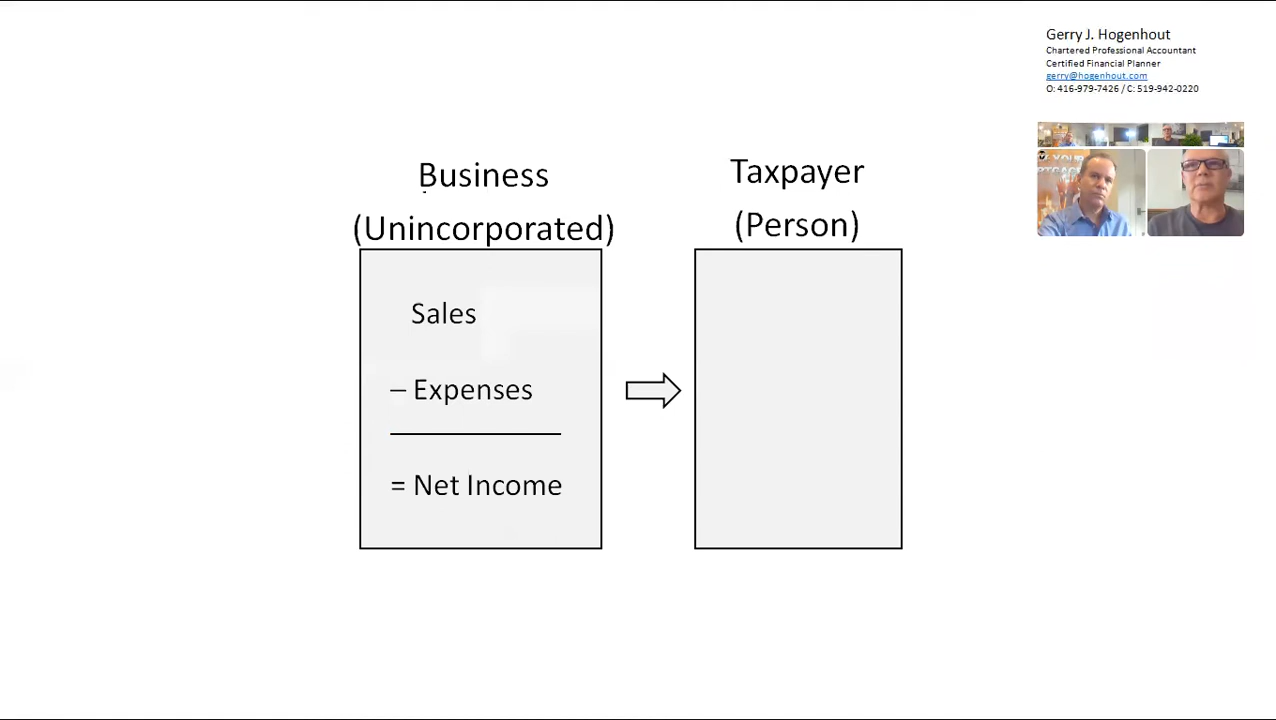 Gerry J. Hogenhout
Chartered Professional Accountant
Certified Financial Planner
gerry@hogenhout.com
O: 416-979-7426 / C: 519-942-0220
YOUR
Business
(Unincorporated)
Sales
– Expenses
= Net Income
Taxpayer
(Person)